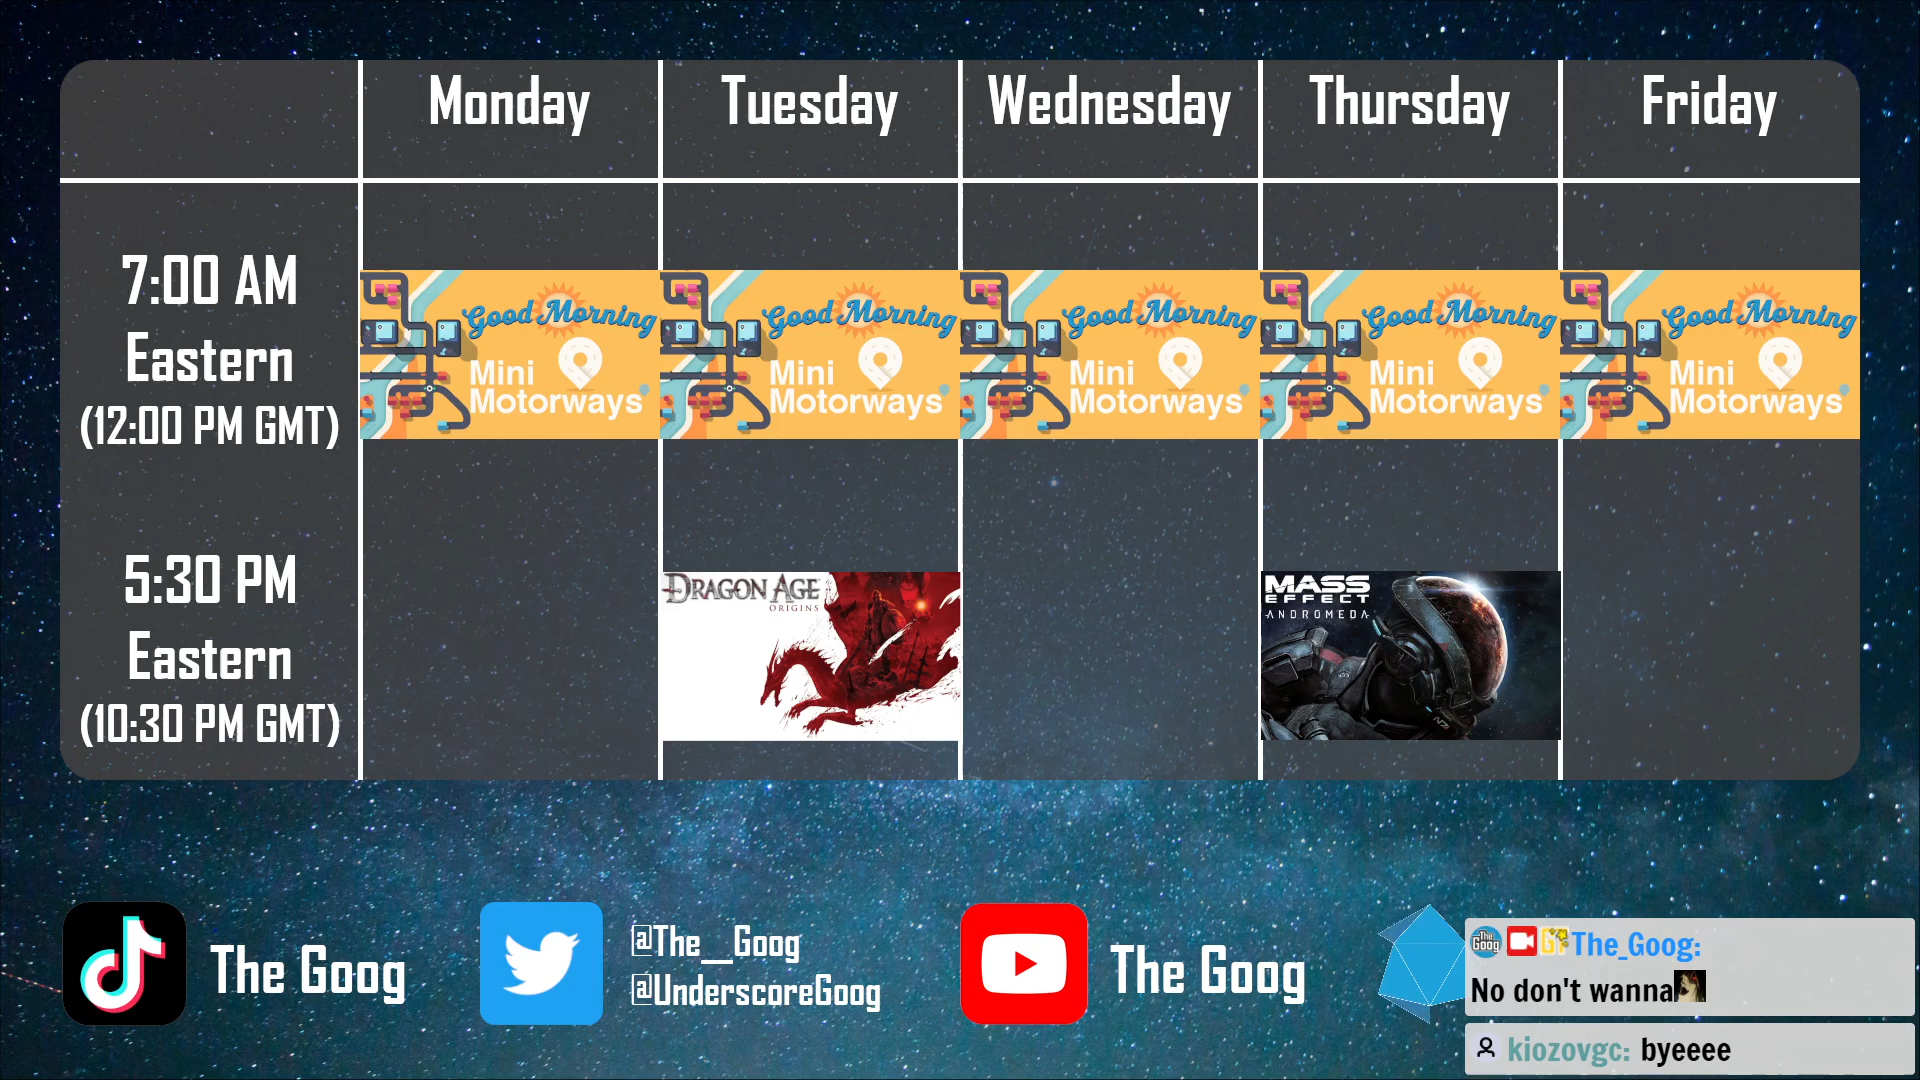 Monday Tuesday Wednesday Thursday Friday
7:00 AM
Eastern
(12:00 PM GMT)
Good Morning
Mini
Motorways
Good Morning
Mini
Motorways
Good Morning
Mini
Motorways
Good Morning
Mini
Motorways
Good Morning
Mini
Motorways
5:30 PM
Eastern
(10:30 PM GMT)
DRAGON AGE
ORIGINS
MASS
EFFECT
ANDROMEDA
N7
The Goog
@The__Goog
@UnderscoreGoog
The Goog
The Goog
The_Goog:
No don't wanna
kiozovgc: byeeee